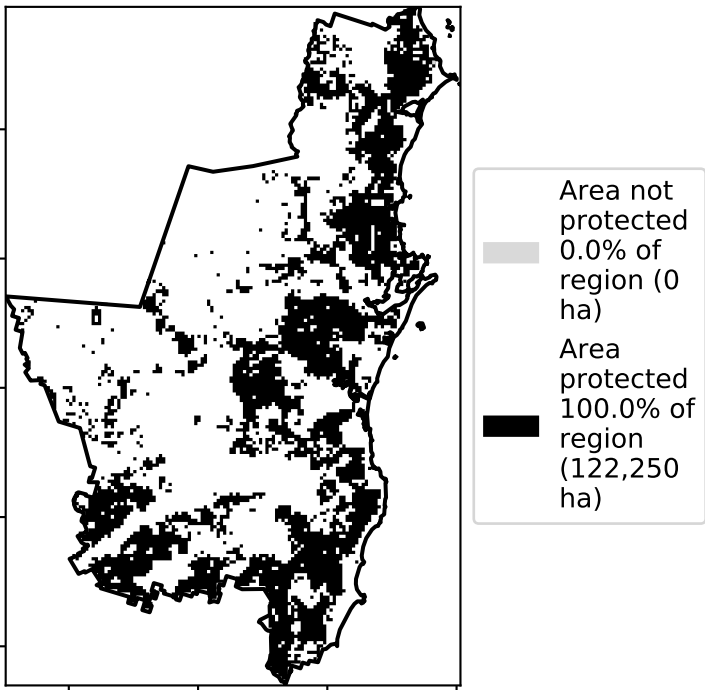 Area not
protected
0.0% of
region (0
ha)
Area
protected
100.0% of
region
(122,250
ha)